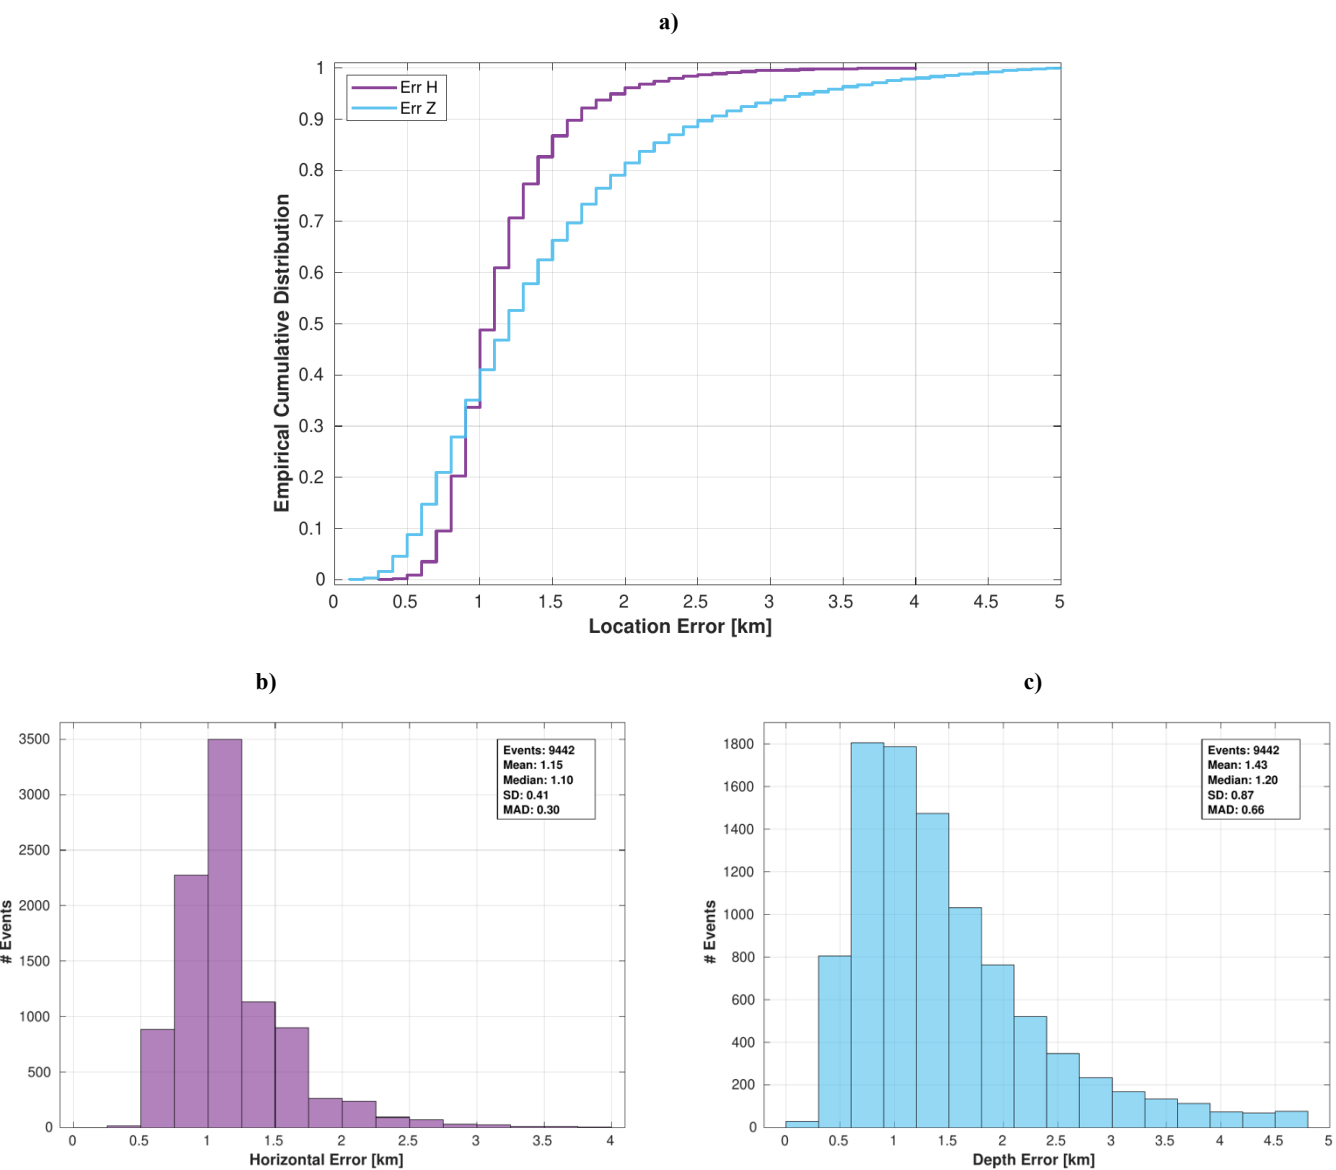 a)
Err H
Err Z
1
0.9
0.8
0.7
0.6
0.5
0.4
0.3
0.2
0.1
0
Empirical Cumulative Distribution
0 0.5 1 1.5 2 2.5 3 3.5 4 4.5 5
Location Error [km]
b)
Events: 9442
Mean: 1.15
Median: 1.10
SD: 0.41
MAD: 0.30
3500
3000
2500
2000
1500
1000
500
0
# Events
0 0.5 1 1.5 2 2.5 3 3.5 4
Horizontal Error [km]
c)
Events: 9442
Mean: 1.43
Median: 1.20
SD: 0.87
MAD: 0.66
1800
1600
1400
1200
1000
800
600
400
200
0
# Events
0 0.5 1 1.5 2 2.5 3 3.5 4 4.5 5
Depth Error [km]